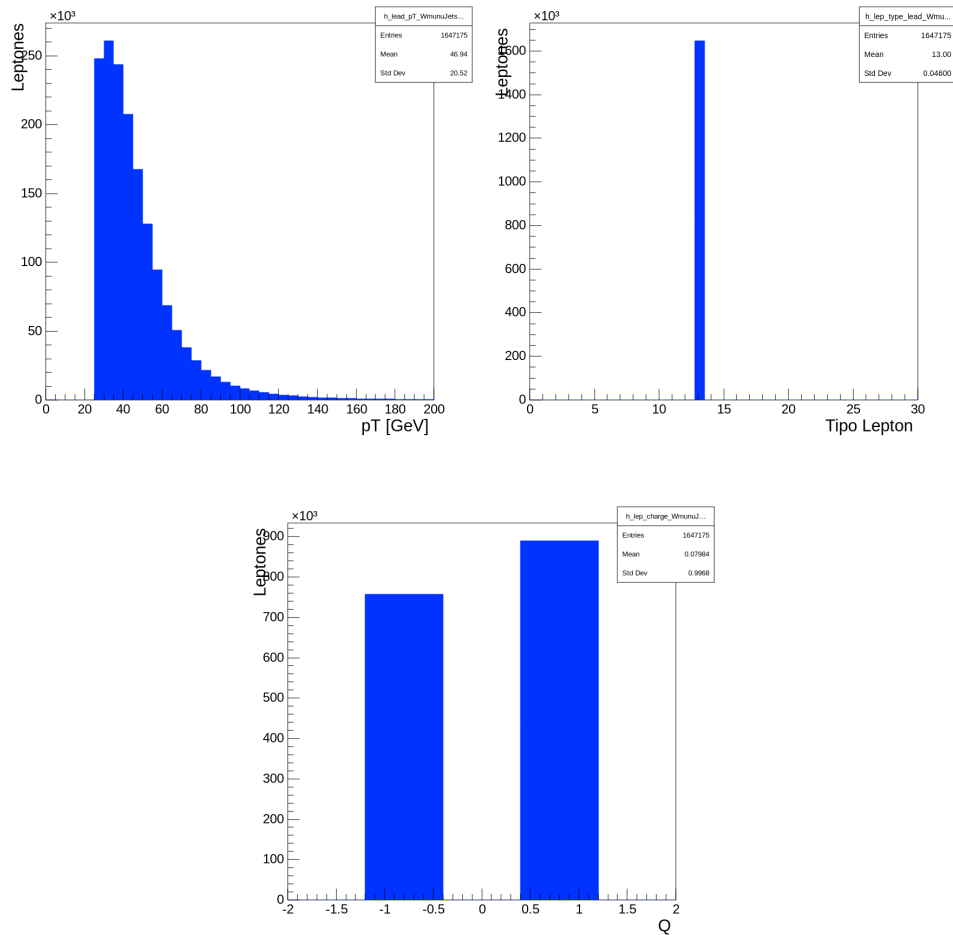 ×10³
h_lead_pT_WmunuJets...
Entries 1647175
Mean 46.94
Std Dev 20.52
Leptones
250
200
150
100
50
0
0 20 40 60 80 100 120 140 160 180 200
pT [GeV]
×10³
h_lep_type_lead_Wmu...
Entries 1647175
Mean 13.00
Std Dev 0.04600
Leptones
1600
1400
1200
1000
800
600
400
200
0
0 5 10 15 20 25 30
Tipo Lepton
×10³
h_lep_charge_WmunuJ...
Entries 1647175
Mean 0.07984
Std Dev 0.9968
Leptones
900
800
700
600
500
400
300
200
100
0
-2 -1.5 -1 -0.5 0 0.5 1 1.5 2
Q